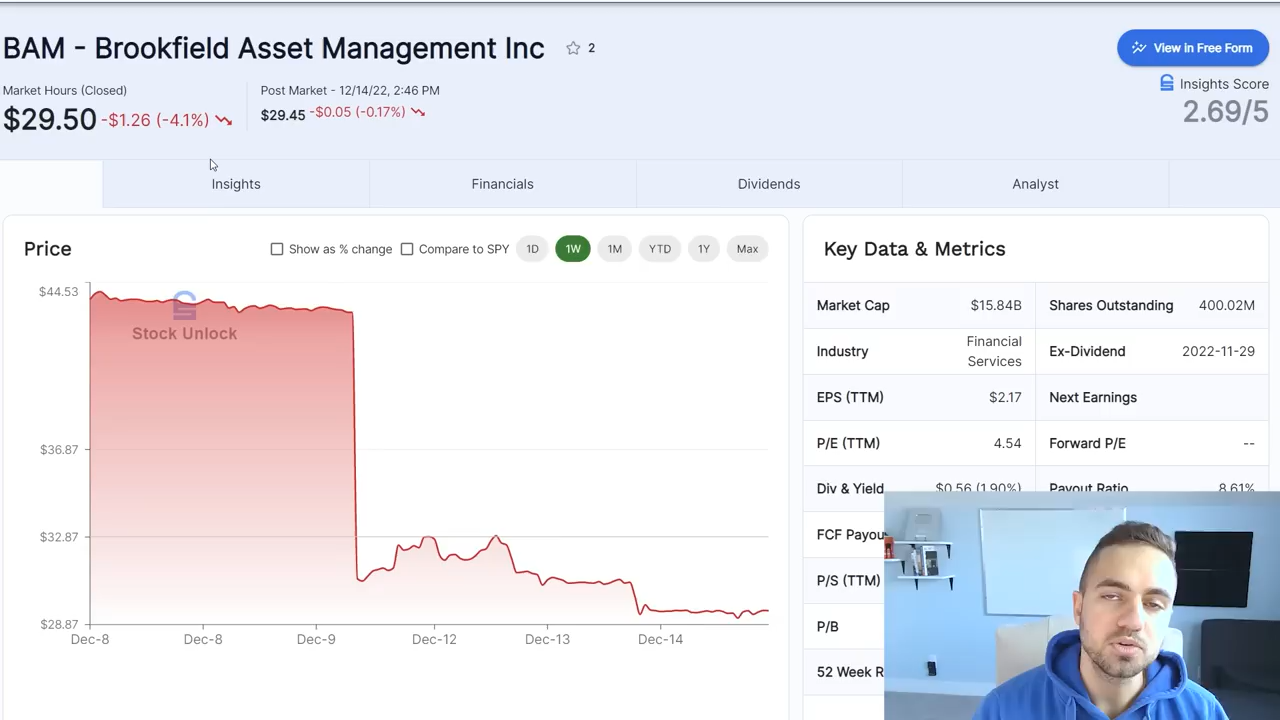 BAM - Brookfield Asset Management Inc 2
View in Free Form
Market Hours (Closed)
$29.50 -$1.26 (-4.1%)
Post Market - 12/14/22, 2:46 PM
$29.45 -$0.05 (-0.17%)
Insights Score
2.69/5
Insights
Financials
Dividends
Analyst
Price
Show as % change
Compare to SPY
1D
1W
1M
YTD
1Y
Max
$44.53
$36.87
$32.87
$28.87
Stock Unlock
Dec-8
Dec-8
Dec-9
Dec-12
Dec-13
Dec-14
Key Data & Metrics
Market Cap $15.84B
Shares Outstanding 400.02M
Industry Financial
Services
Ex-Dividend 2022-11-29
EPS (TTM) $2.17
Next Earnings
P/E (TTM) 4.54
Forward P/E --
Div & Yield $0.56 (1.90%)
Payout Ratio 8.61%
FCF Payou
P/S (TTM)
P/B
52 Week R